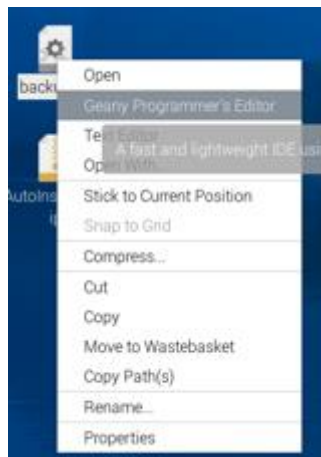 backu
Open
Geany Programmer's Editor
Text Editor
A fast and lightweight IDE usi
Open With...
AutoIns
Stick to Current Position
ip
Snap to Grid
Compress...
Cut
Copy
Move to Wastebasket
Copy Path(s)
Rename...
Properties